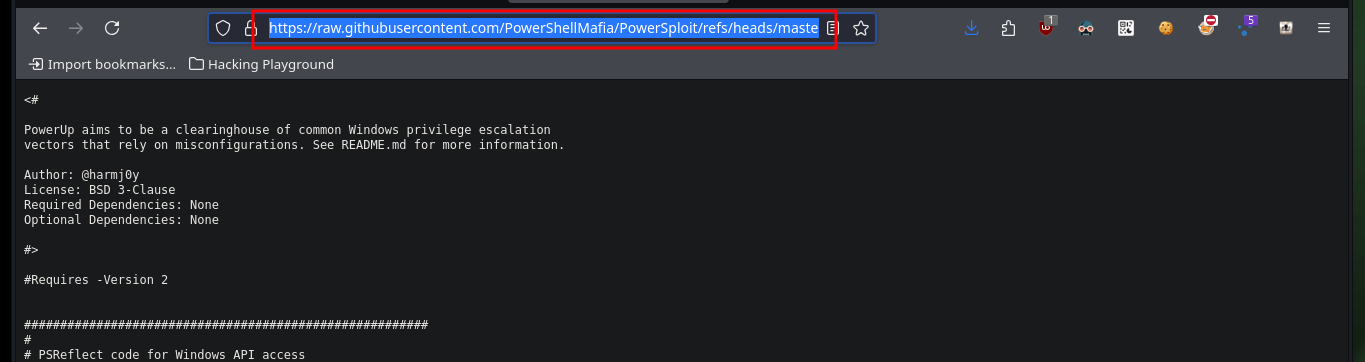 https://raw.githubusercontent.com/PowerShellMafia/PowerSploit/refs/heads/maste
1
5
Import bookmarks...
Hacking Playground
<#
PowerUp aims to be a clearinghouse of common Windows privilege escalation
vectors that rely on misconfigurations. See README.md for more information.
Author: @harmj0y
License: BSD 3-Clause
Required Dependencies: None
Optional Dependencies: None
#>
#Requires -Version 2
########################################################
#
# PSReflect code for Windows API access